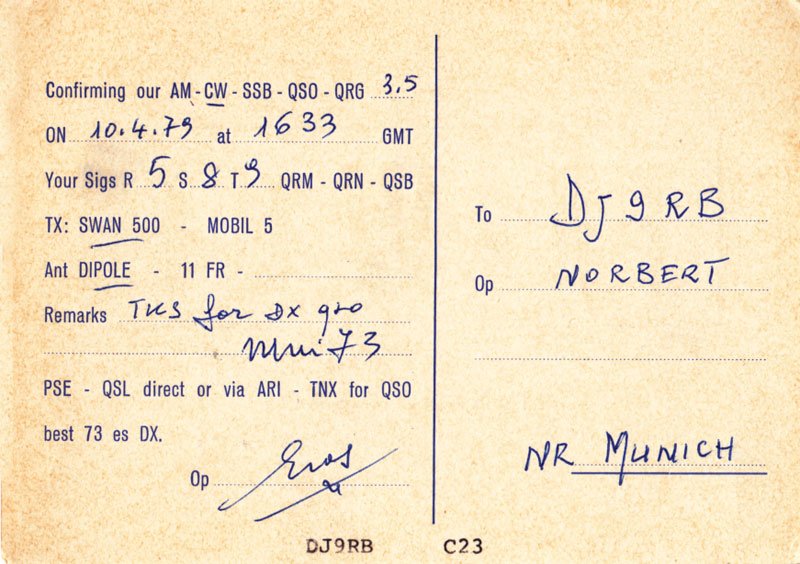 Confirming our AM - CW - SSB - QSO - QRG 3.5
ON 10.4.79 at 1633 GMT
Your Sigs R 5 S 8 T 9 QRM - QRN - QSB
TX: SWAN 500 - MOBIL 5
Ant DIPOLE - 11 FR -
Remarks TKS for DX qso
Mni 73
PSE - QSL direct or via ARI - TNX for QSO
best 73 es DX.
Op Eros
To DJ9RB
Op NORBERT
NR MUNICH
DJ9RB C23